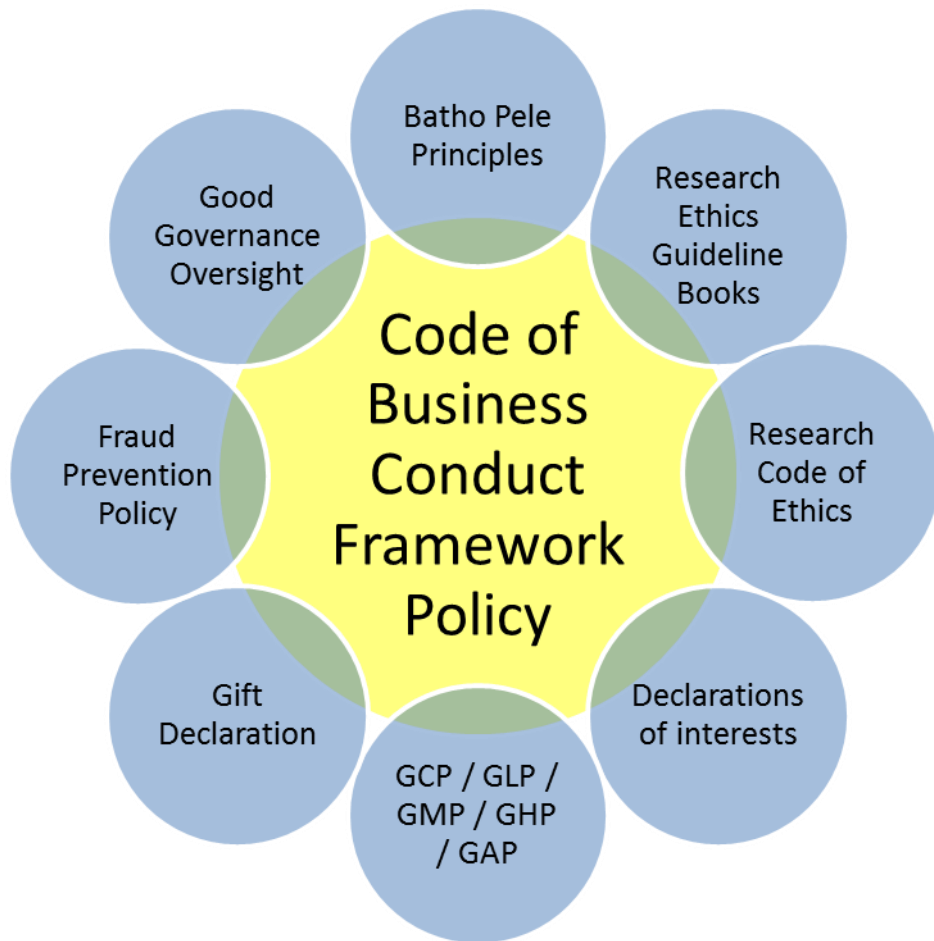 Batho Pele
Principles
Research
Ethics
Guideline
Books
Research
Code of
Ethics
Declarations
of interests
GCP / GLP /
GMP / GHP
/ GAP
Gift
Declaration
Fraud
Prevention
Policy
Good
Governance
Oversight
Code of
Business
Conduct
Framework
Policy